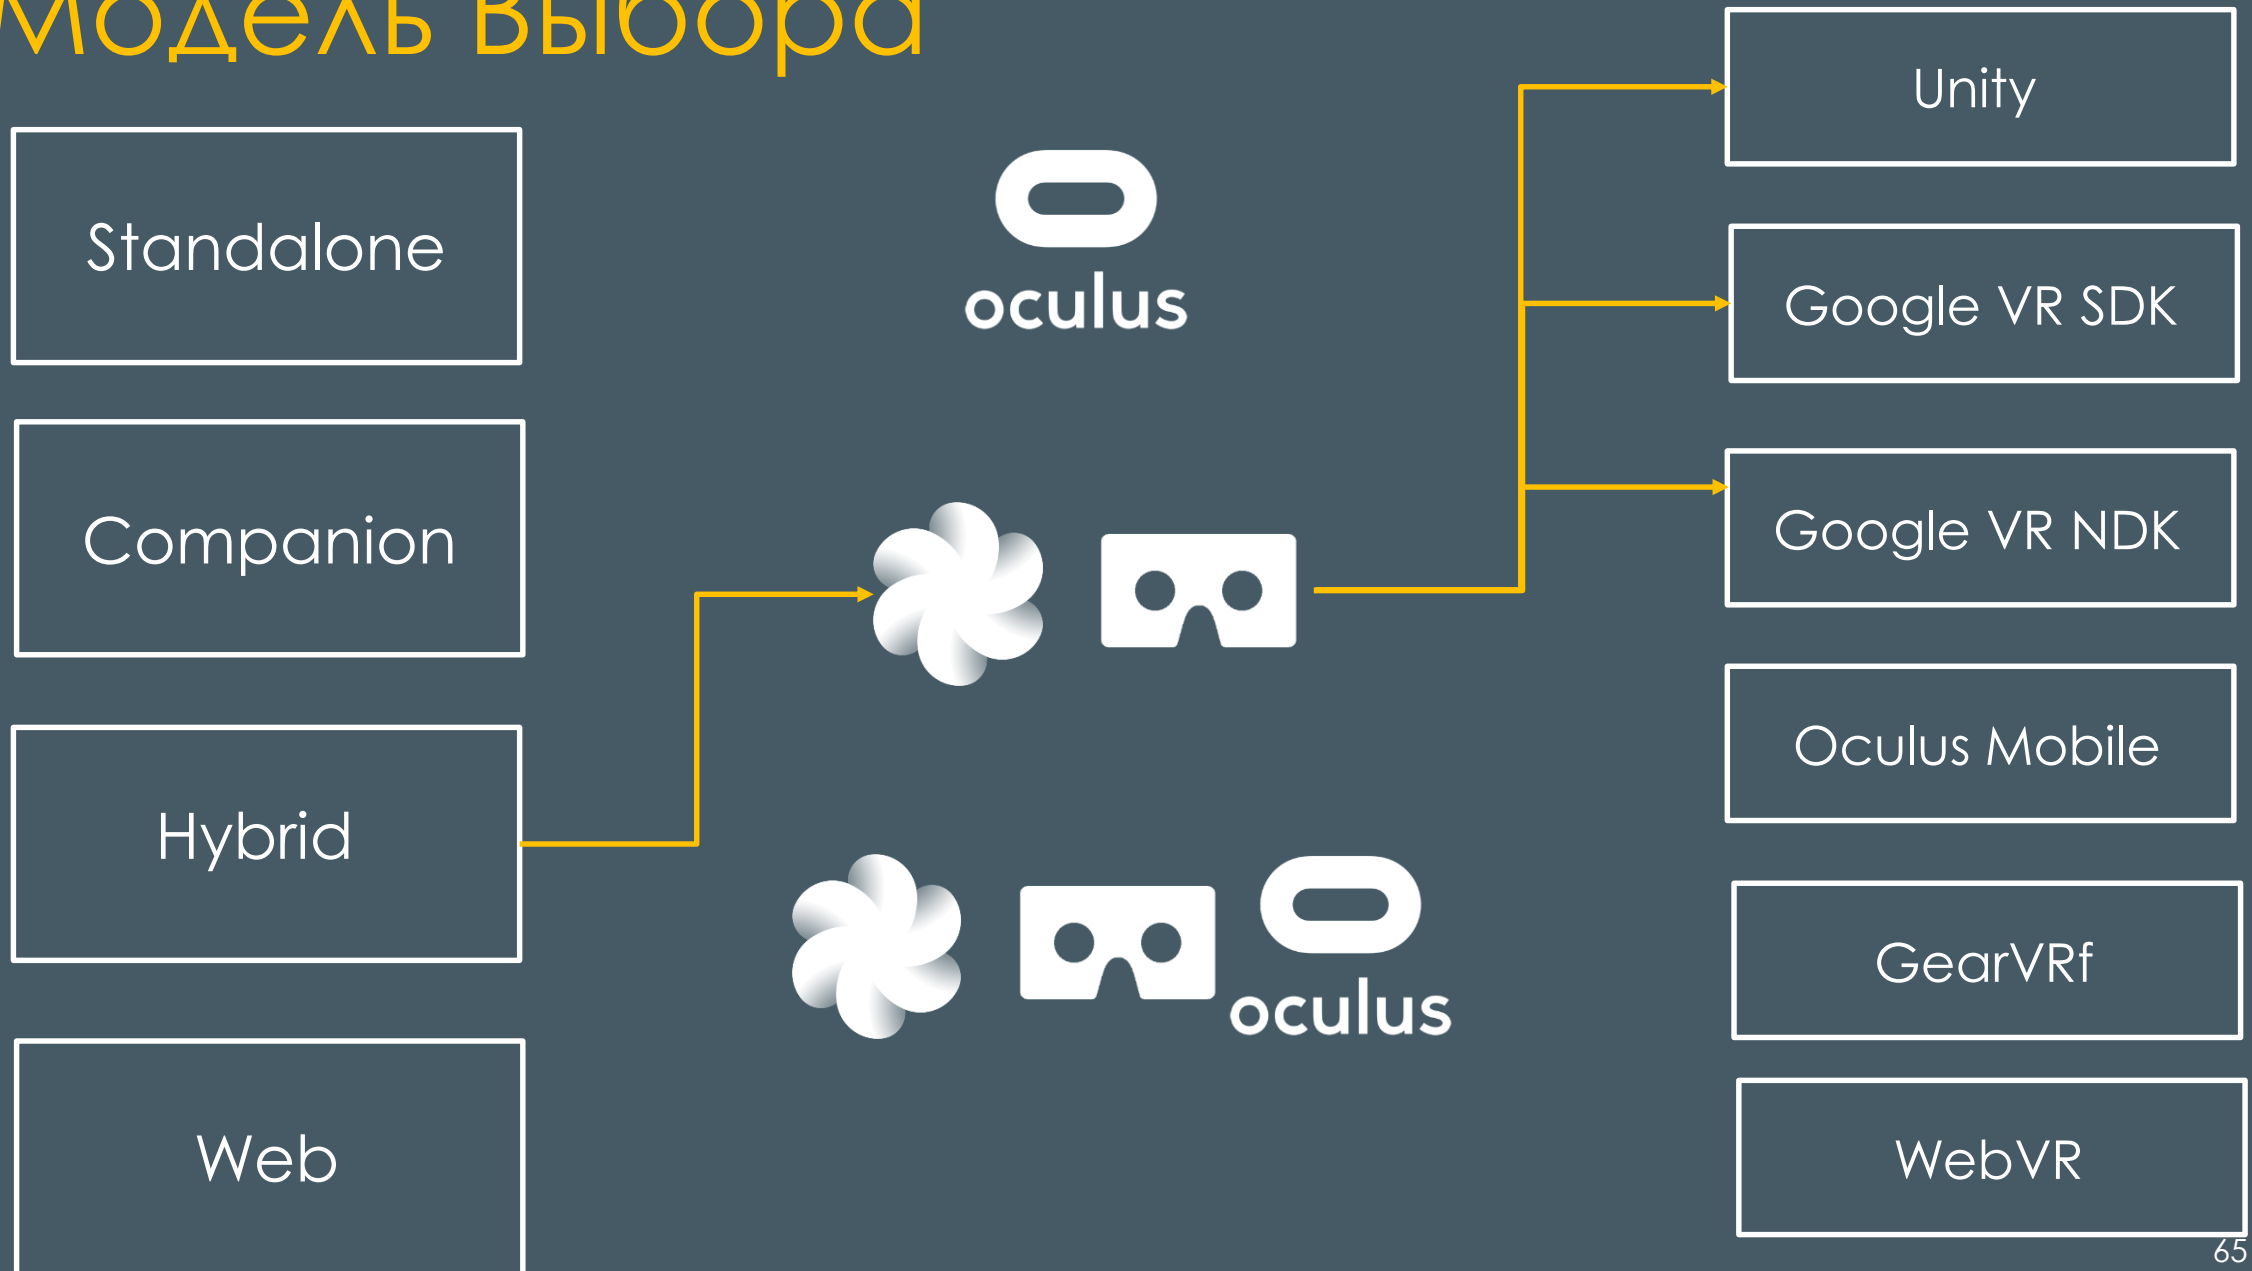 Модель Выбора
Standalone
Companion
Hybrid
Web
oculus
oculus
Unity
Google VR SDK
Google VR NDK
Oculus Mobile
GearVRf
WebVR
65